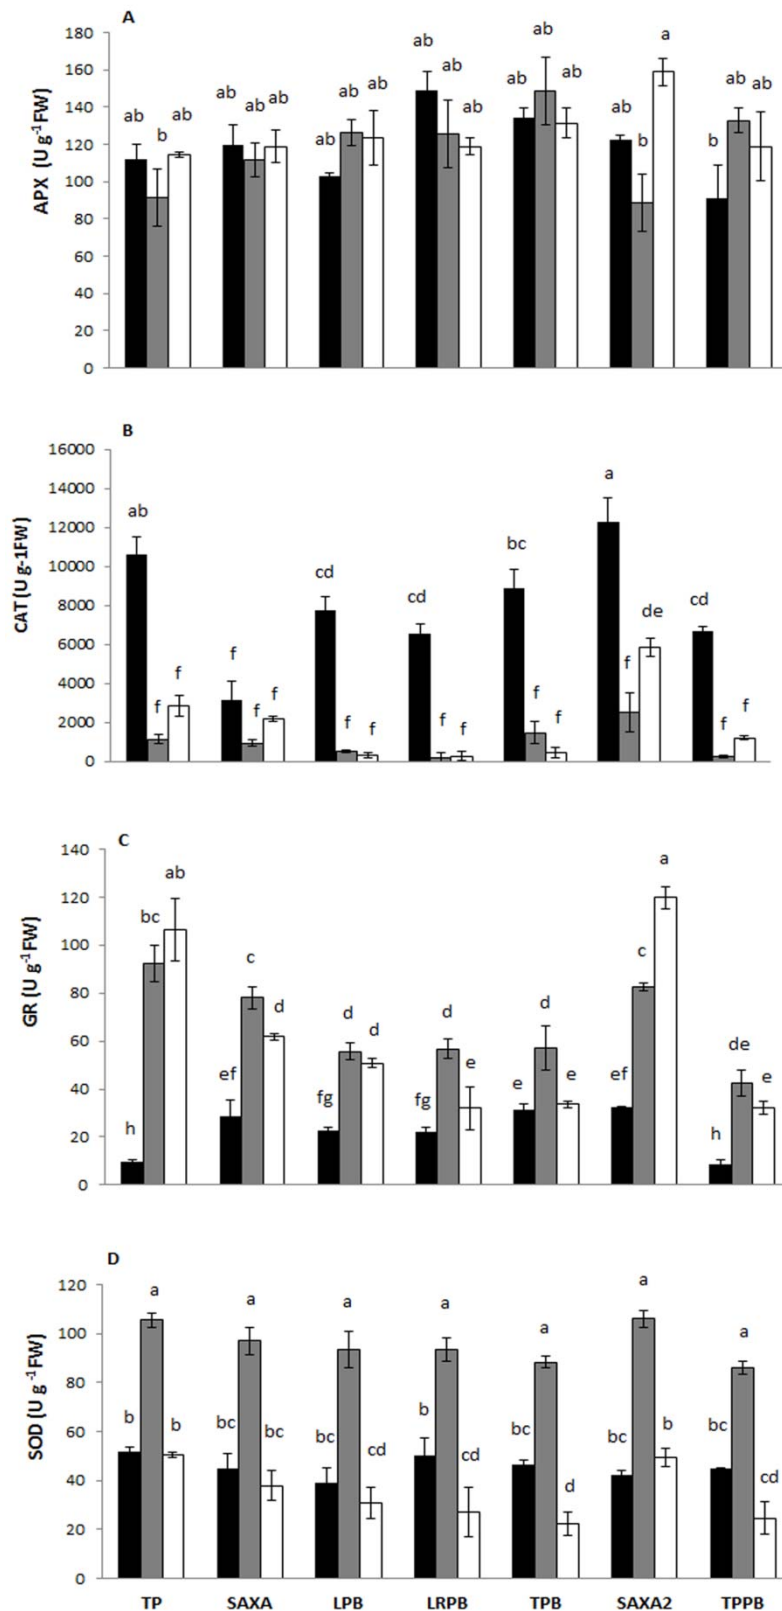 A
APX (U g-1FW)
180
160
140
120
100
80
60
40
20
0
ab b ab
ab ab ab
ab ab ab
ab ab ab
ab ab ab
ab b a
b ab ab
B
CAT (U g-1FW)
16000
14000
12000
10000
8000
6000
4000
2000
0
ab f f
f f f
cd f f
cd f f
bc f f
a f de
cd f f
C
GR (U g-1FW)
140
120
100
80
60
40
20
0
h bc ab
ef c d
fg d d
fg d e
e d e
ef c a
h de e
D
SOD (U g-1FW)
120
100
80
60
40
20
0
b a b
bc a bc
bc a cd
b a cd
bc a d
bc a b
bc a cd
TP SAXA LPB LRPB TPB SAXA2 TPPB